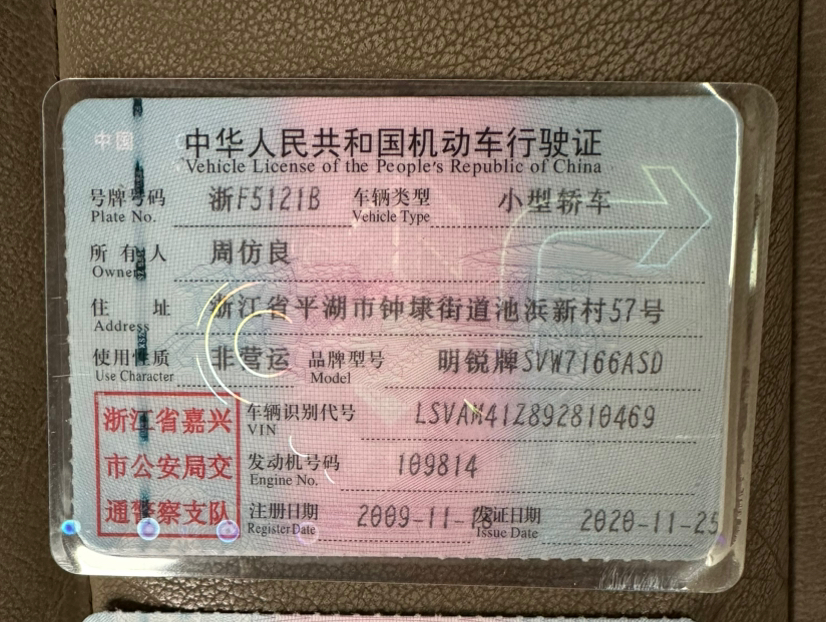 中国
中华人民共和国机动车行驶证
Vehicle License of the People's Republic of China
号牌号码 浙F5121B 车辆类型 小型轿车
Plate No. Vehicle Type
所有人 周仿良
Owner
住址 浙江省平湖市钟埭街道池浜新村57号
Address
使用性质 非营运 品牌型号 明锐牌SVW7166ASD
Use Character Model
浙江省嘉兴
市公安局交
通警察支队
车辆识别代号 LSVAM41Z892810469
VIN
发动机号码 109814
Engine No.
注册日期 2009-11-18 发证日期 2020-11-25
Register Date Issue Date